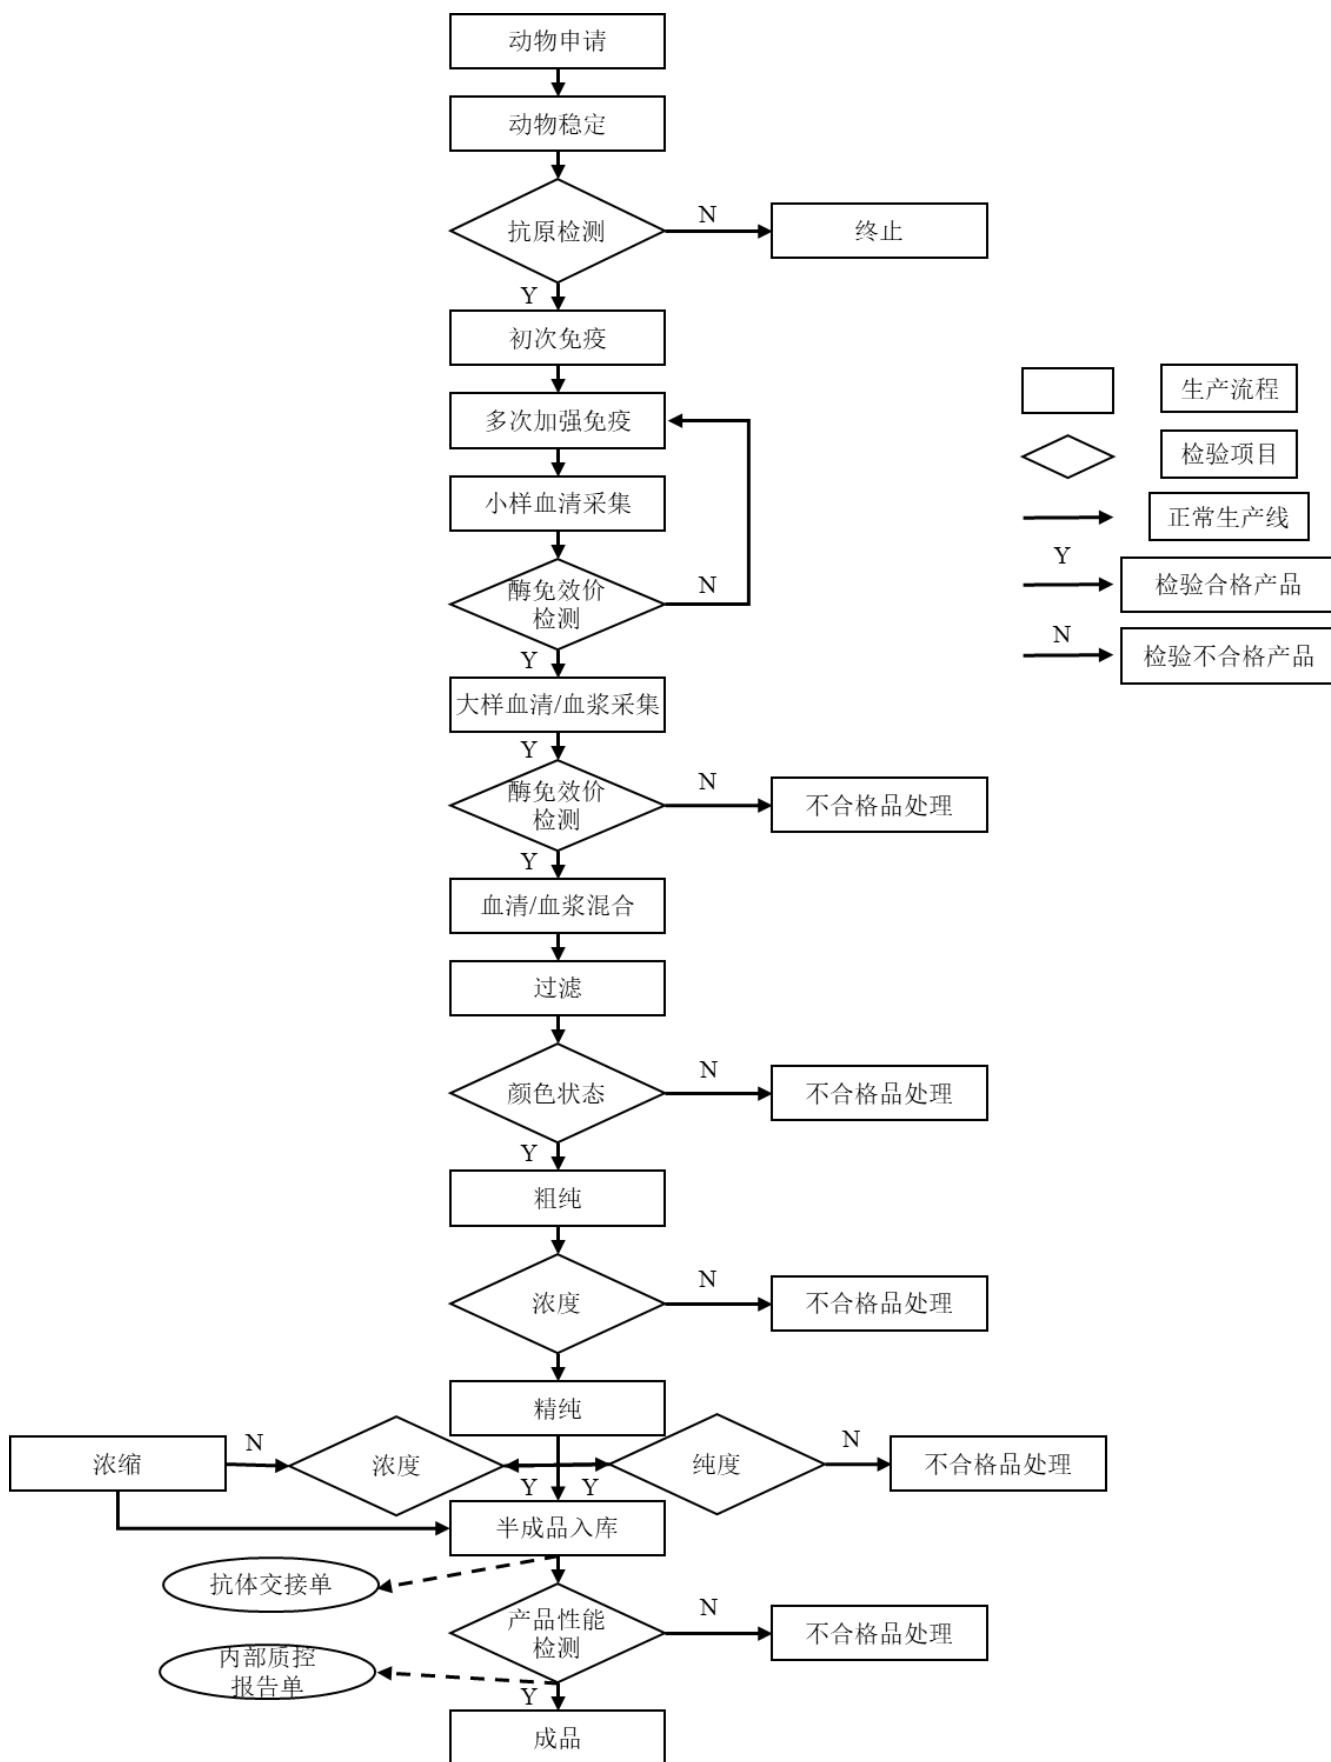 动物申请
动物稳定
抗原检测
N
终止
Y
初次免疫
多次加强免疫
小样血清采集
酶免效价
检测
N
Y
大样血清/血浆采集
Y
酶免效价
检测
N
不合格品处理
Y
血清/血浆混合
过滤
颜色状态
N
不合格品处理
Y
粗纯
浓度
N
不合格品处理
精纯
浓缩
N
浓度
纯度
N
不合格品处理
Y
Y
半成品入库
抗体交接单
产品性能
检测
N
不合格品处理
内部质控
报告单
Y
成品
生产流程
检验项目
正常生产线
Y
检验合格产品
N
检验不合格产品